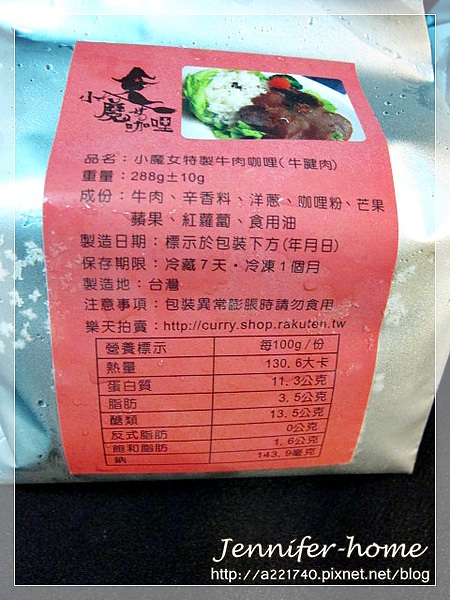 小魔女咖哩
品名：小魔女特製牛肉咖哩(牛腱肉)
重量：288g±10g
成份：牛肉、辛香料、洋蔥、咖哩粉、芒果
蘋果、紅蘿蔔、食用油
製造日期：標示於包裝下方(年月日)
保存期限：冷藏7天·冷凍1個月
製造地：台灣
注意事項：包裝異常膨脹時請勿食用
樂天拍賣：http://curry.shop.rakuten.tw
營養標示 每100g/份
熱量 130.6大卡
蛋白質 11.3公克
脂肪 3.5公克
醣類 13.5公克
反式脂肪 0公克
飽和脂肪 1.6公克
鈉 143.9毫克
Jennifer-home
http://a221740.pixnet.net/blog